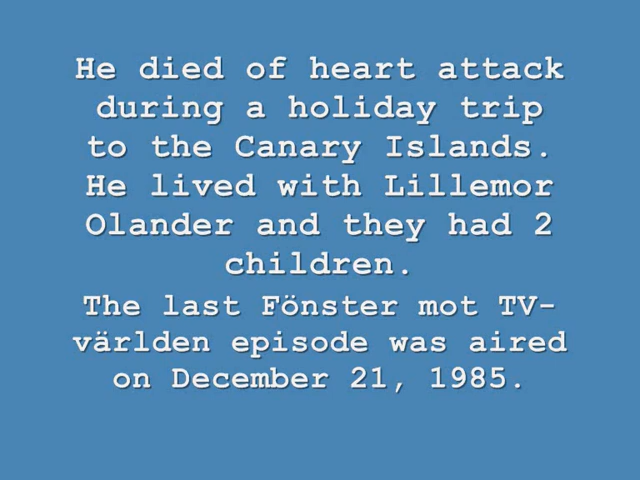 He died of heart attack
during a holiday trip
to the Canary Islands.
He lived with Lillemor
Olander and they had 2
children.
The last Fönster mot TV-
världen episode was aired
on December 21, 1985.